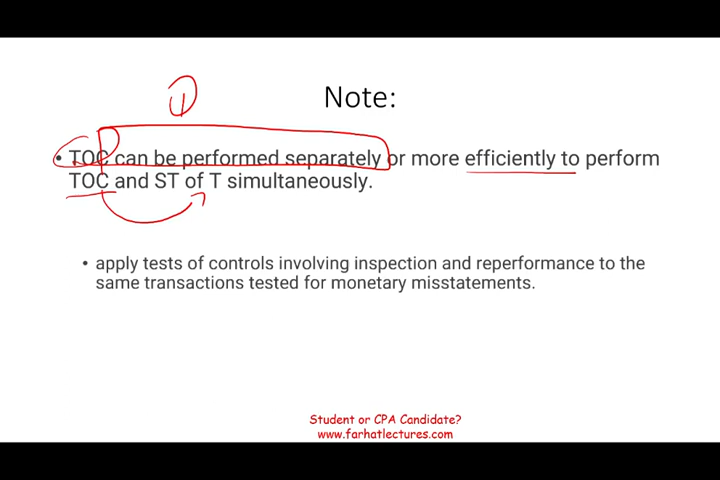 ①
Note:
• TOC can be performed separately or more efficiently to perform
TOC and ST of T simultaneously.
• apply tests of controls involving inspection and reperformance to the
same transactions tested for monetary misstatements.
Student or CPA Candidate?
www.farhatlectures.com